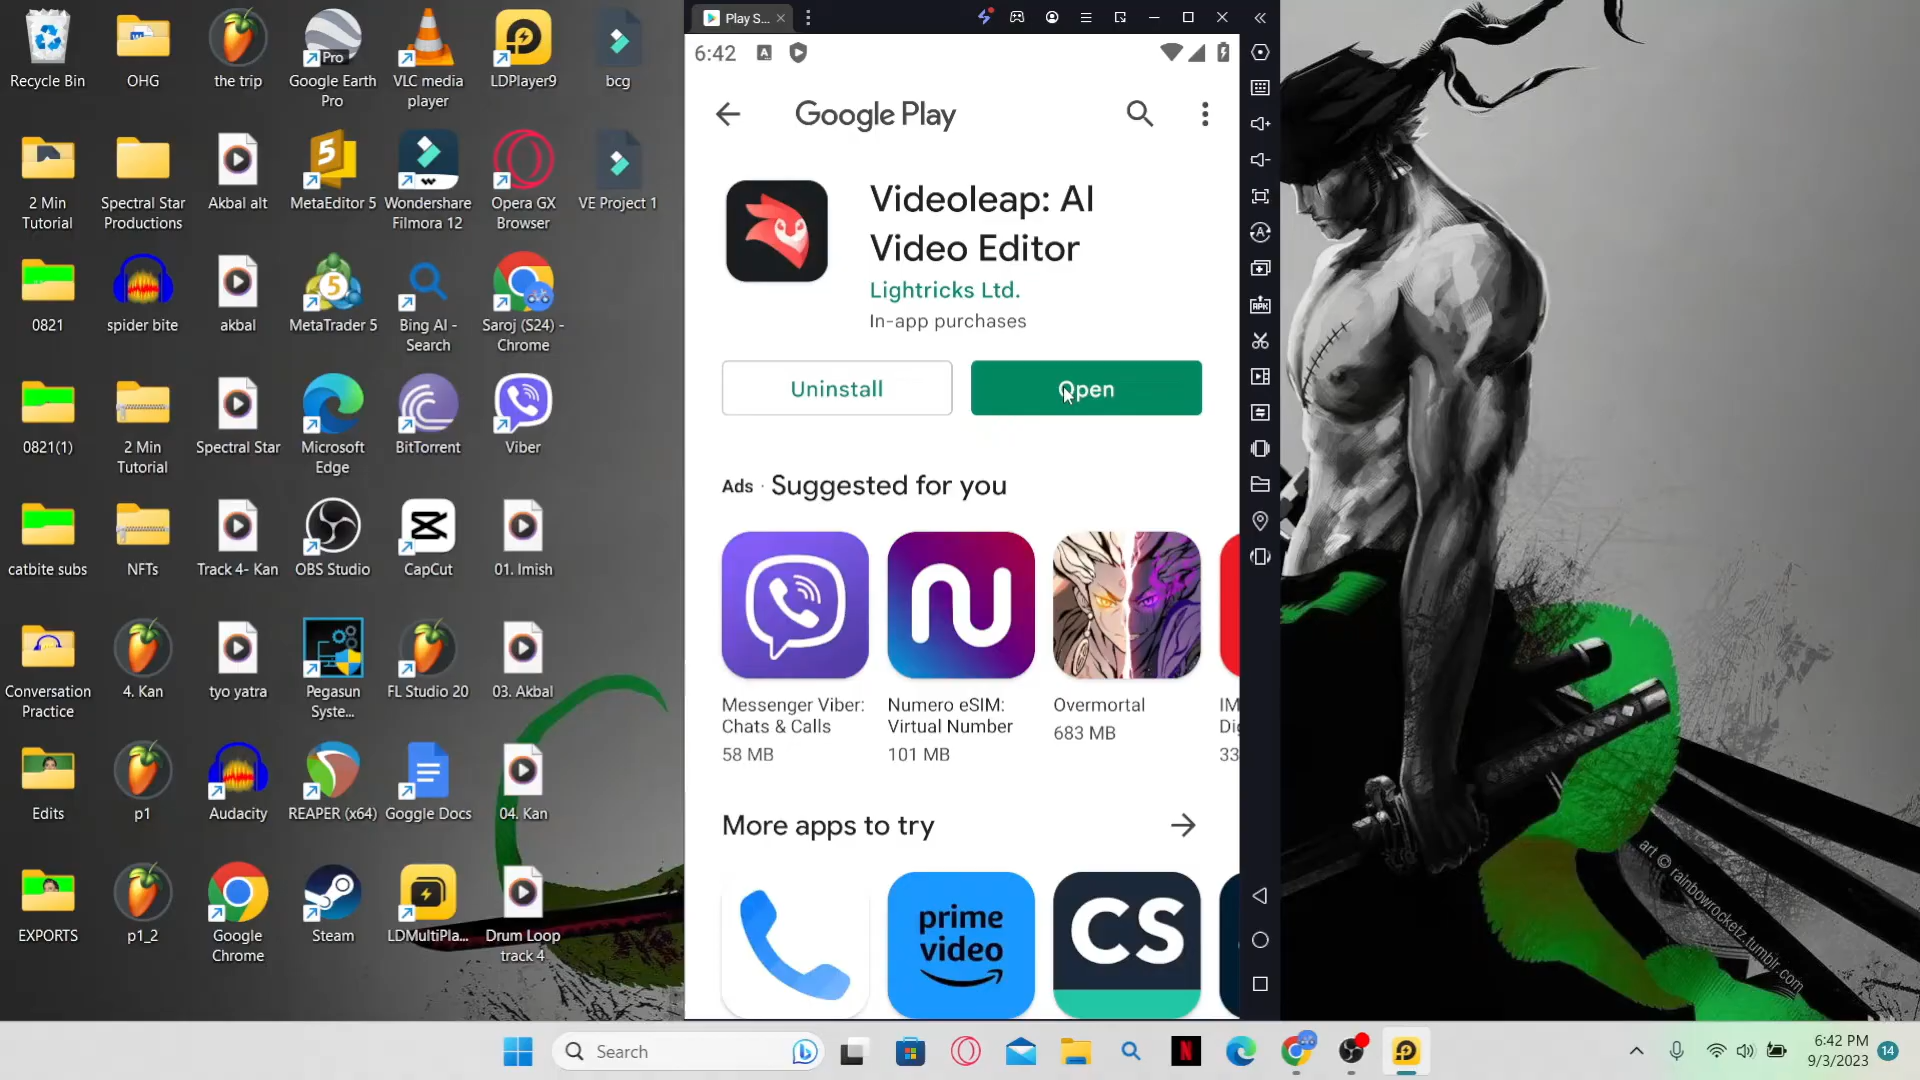 Recycle Bin
OHG
the trip
Google Earth
Pro
VLC media
player
LDPlayer9
bcg
2 Min
Tutorial
Spectral Star
Productions
Akbal alt
MetaEditor 5
Wondershare
Filmora 12
Opera GX
Browser
VE Project 1
0821
spider bite
akbal
MetaTrader 5
Bing AI -
Search
Saroj (S24) -
Chrome
0821(1)
2 Min
Tutorial
Spectral Star
Microsoft
Edge
BitTorrent
Viber
catbite subs
NFTs
Track 4- Kan
OBS Studio
CapCut
01. Imish
Conversation
Practice
4. Kan
tyo yatra
Pegasun
Syste...
FL Studio 20
03. Akbal
Edits
p1
Audacity
REAPER (x64)
Goggle Docs
04. Kan
EXPORTS
p1_2
Google
Chrome
Steam
LDMultiPla...
Drum Loop
track 4
Play S...
6:42
Google Play
Videoleap: AI
Video Editor
Lightricks Ltd.
In-app purchases
Uninstall
Open
Ads · Suggested for you
Messenger Viber:
Chats & Calls
58 MB
Numero eSIM:
Virtual Number
101 MB
Overmortal
683 MB
IM
Dig
33
More apps to try
prime
video
CS
art © rainbowrocketz.tumblr.com
Search
6:42 PM
9/3/2023
14